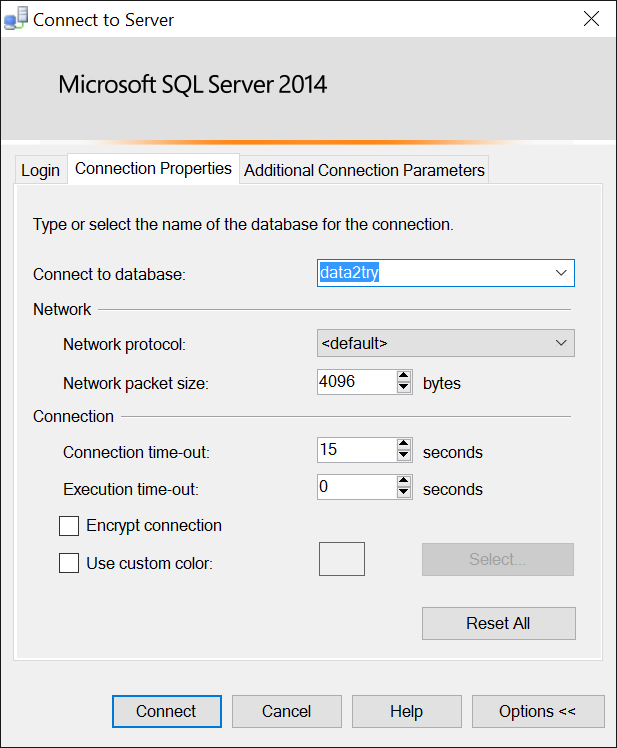 Connect to Server
Microsoft SQL Server 2014
Login Connection Properties Additional Connection Parameters
Type or select the name of the database for the connection.
Connect to database: data2try
Network
Network protocol: <default>
Network packet size: 4096 bytes
Connection
Connection time-out: 15 seconds
Execution time-out: 0 seconds
Encrypt connection
Use custom color: Select...
Reset All
Connect Cancel Help Options <<